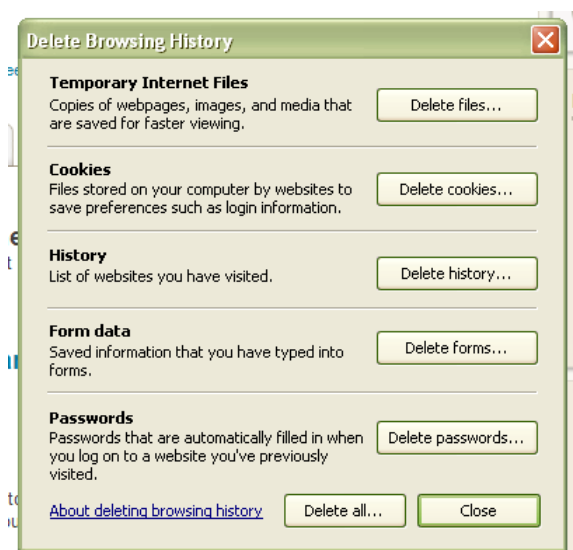 Delete Browsing History
Temporary Internet Files
Copies of webpages, images, and media that
are saved for faster viewing.
Delete files...
Cookies
Files stored on your computer by websites to
save preferences such as login information.
Delete cookies...
History
List of websites you have visited.
Delete history...
Form data
Saved information that you have typed into
forms.
Delete forms...
Passwords
Passwords that are automatically filled in when
you log on to a website you've previously
visited.
Delete passwords...
About deleting browsing history
Delete all...
Close